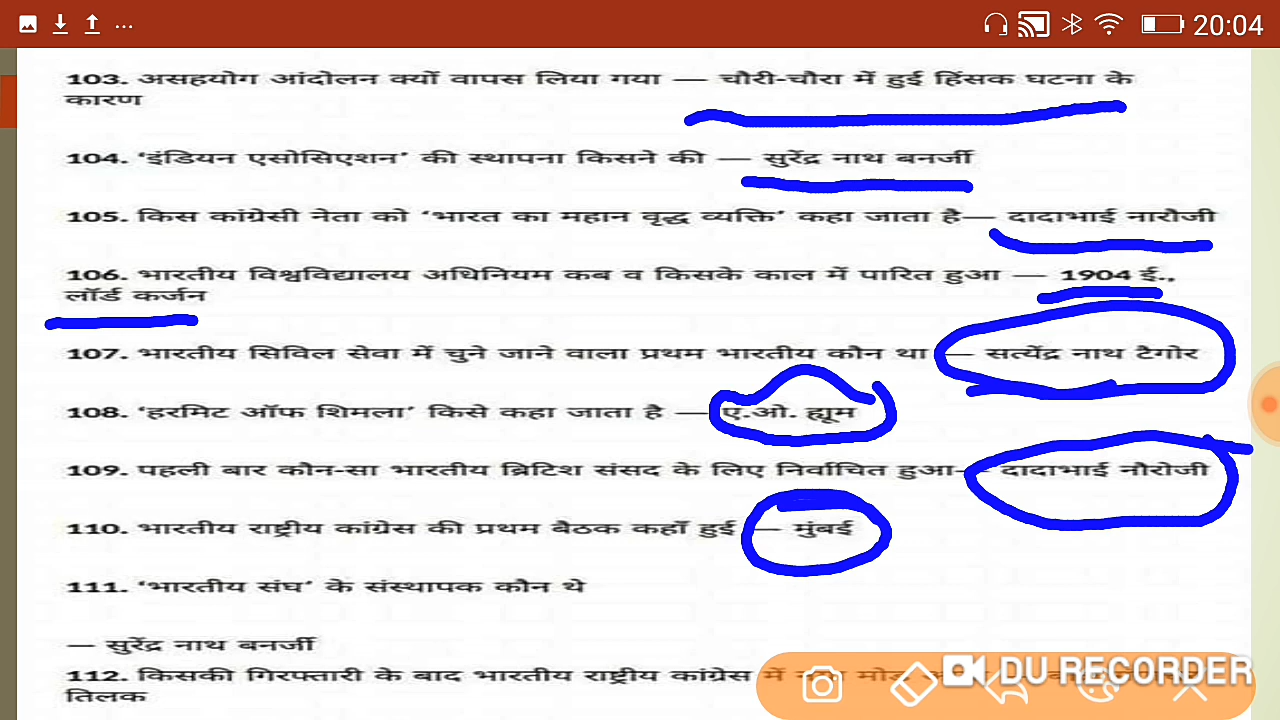 20:04
103. असहयोग आंदोलन क्यों वापस लिया गया — चौरी-चौरा में हुई हिंसक घटना के
कारण
104. ‘इंडियन एसोसिएशन’ की स्थापना किसने की — सुरेंद्र नाथ बनर्जी
105. किस कांग्रेसी नेता को ‘भारत का महान वृद्ध व्यक्ति’ कहा जाता है— दादाभाई नारौजी
106. भारतीय विश्वविद्यालय अधिनियम कब व किसके काल में पारित हुआ — 1904 ई.,
लॉर्ड कर्जन
107. भारतीय सिविल सेवा में चुने जाने वाला प्रथम भारतीय कौन था — सत्येंद्र नाथ टैगोर
108. ‘हरमिट ऑफ शिमला’ किसे कहा जाता है — ए.ओ. ह्यूम
109. पहली बार कौन-सा भारतीय ब्रिटिश संसद के लिए निर्वाचित हुआ— दादाभाई नौरोजी
110. भारतीय राष्ट्रीय कांग्रेस की प्रथम बैठक कहाँ हुई — मुंबई
111. ‘भारतीय संघ’ के संस्थापक कौन थे
— सुरेंद्र नाथ बनर्जी
112. किसकी गिरफ्तारी के बाद भारतीय राष्ट्रीय कांग्रेस में
तिलक
DU RECORDER